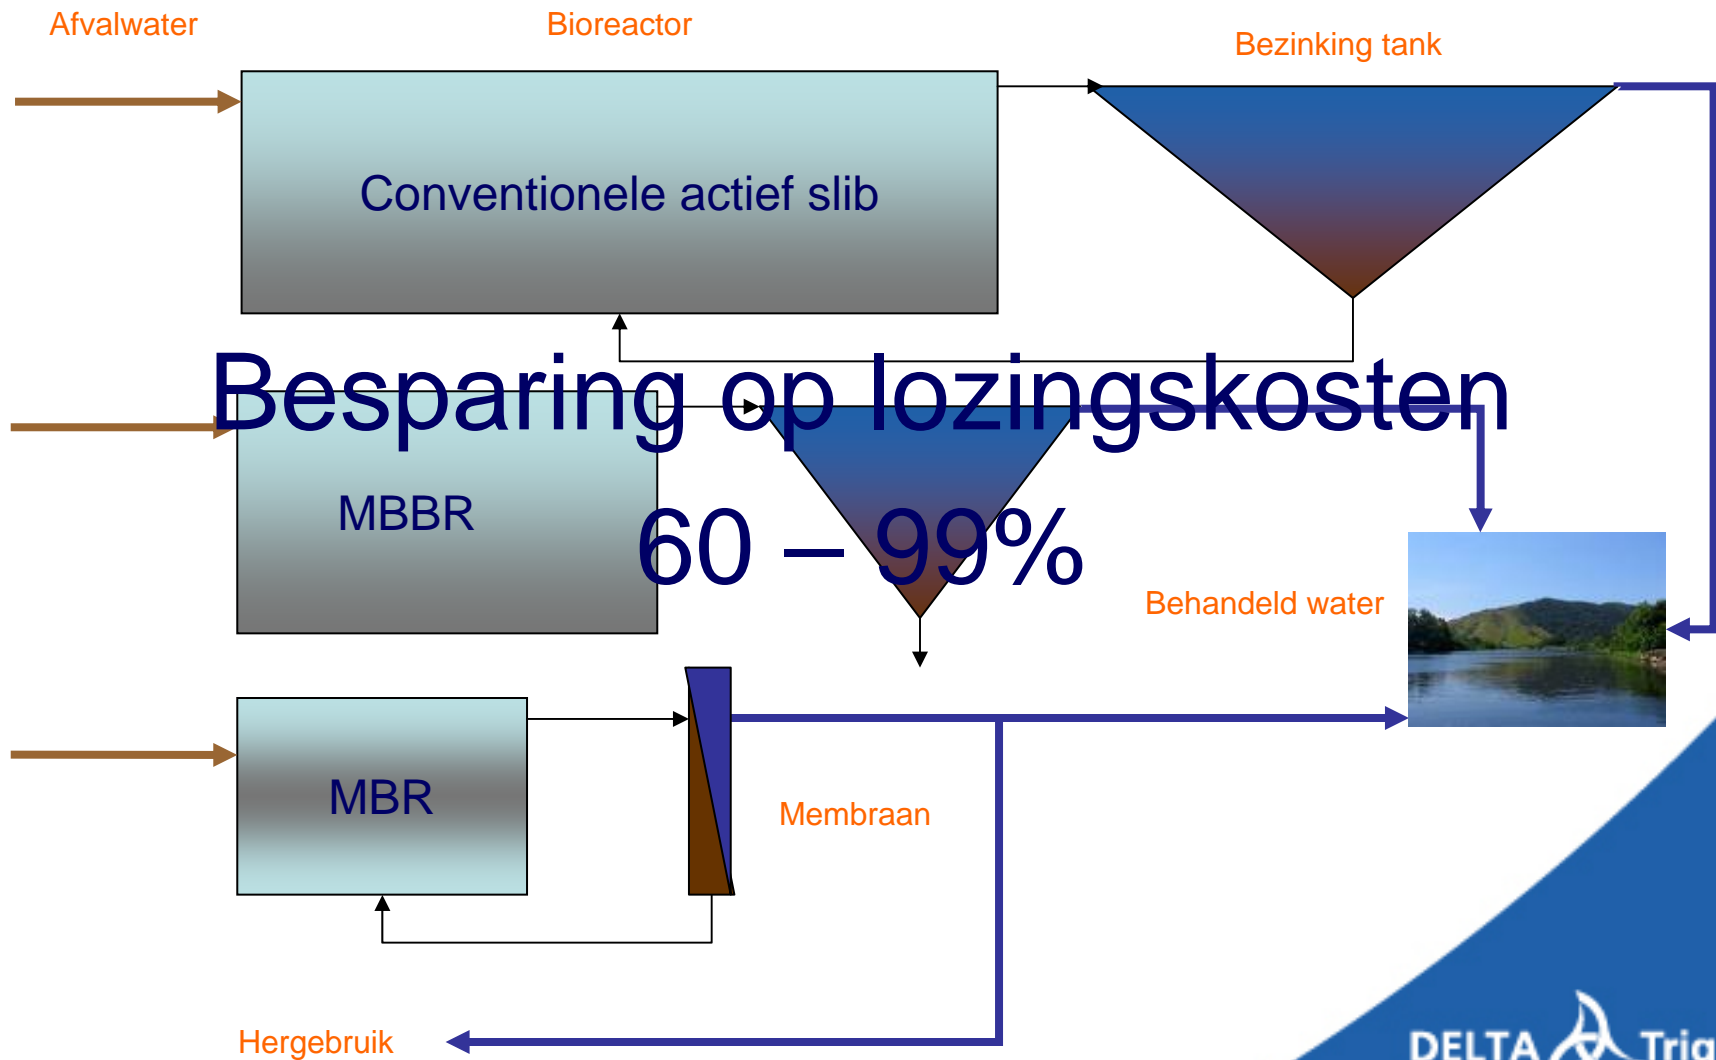 Afvalwater
Bioreactor
Bezinking tank
Conventionele actief slib
Besparing op lozingskosten
MBBR
60 – 99%
Behandeld water
MBR
Membraan
Hergebruik
DELTA Triq